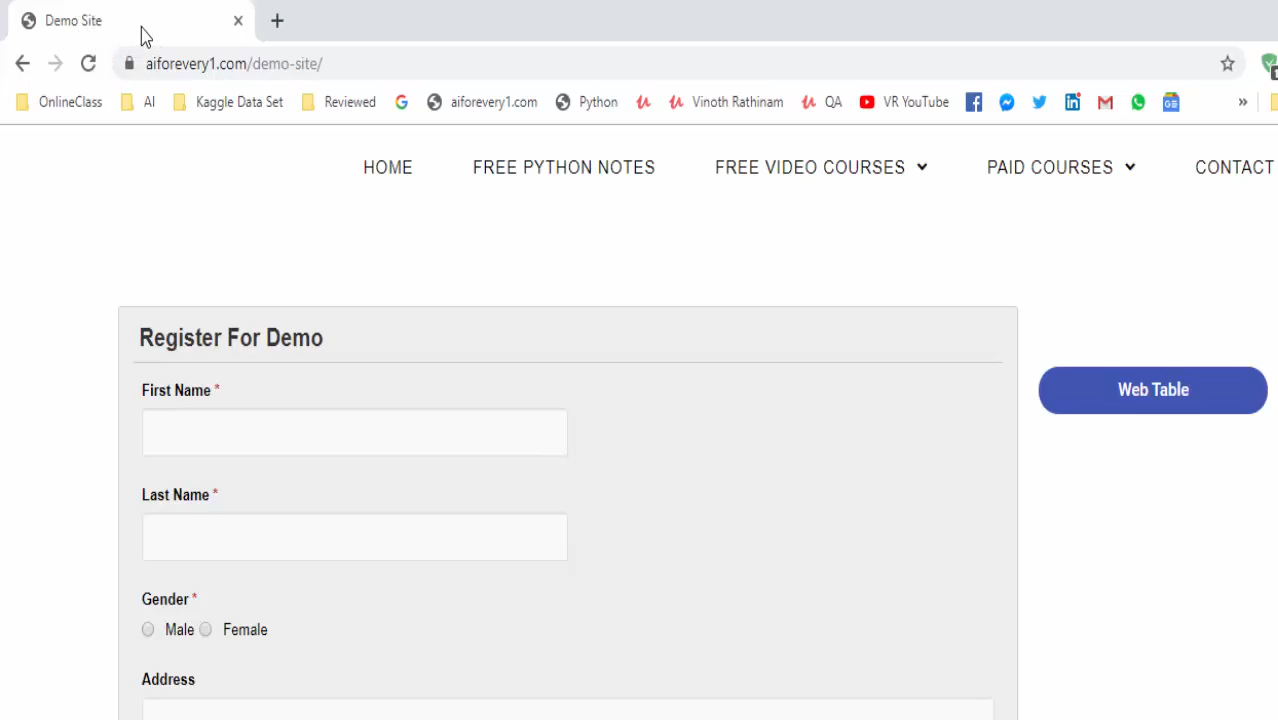 Demo Site
aiforevery1.com/demo-site/
OnlineClass AI Kaggle Data Set Reviewed aiforevery1.com Python Vinoth Rathinam QA VR YouTube »
HOME FREE PYTHON NOTES FREE VIDEO COURSES PAID COURSES CONTACT
Register For Demo
First Name *
Web Table
Last Name *
Gender *
Male Female
Address